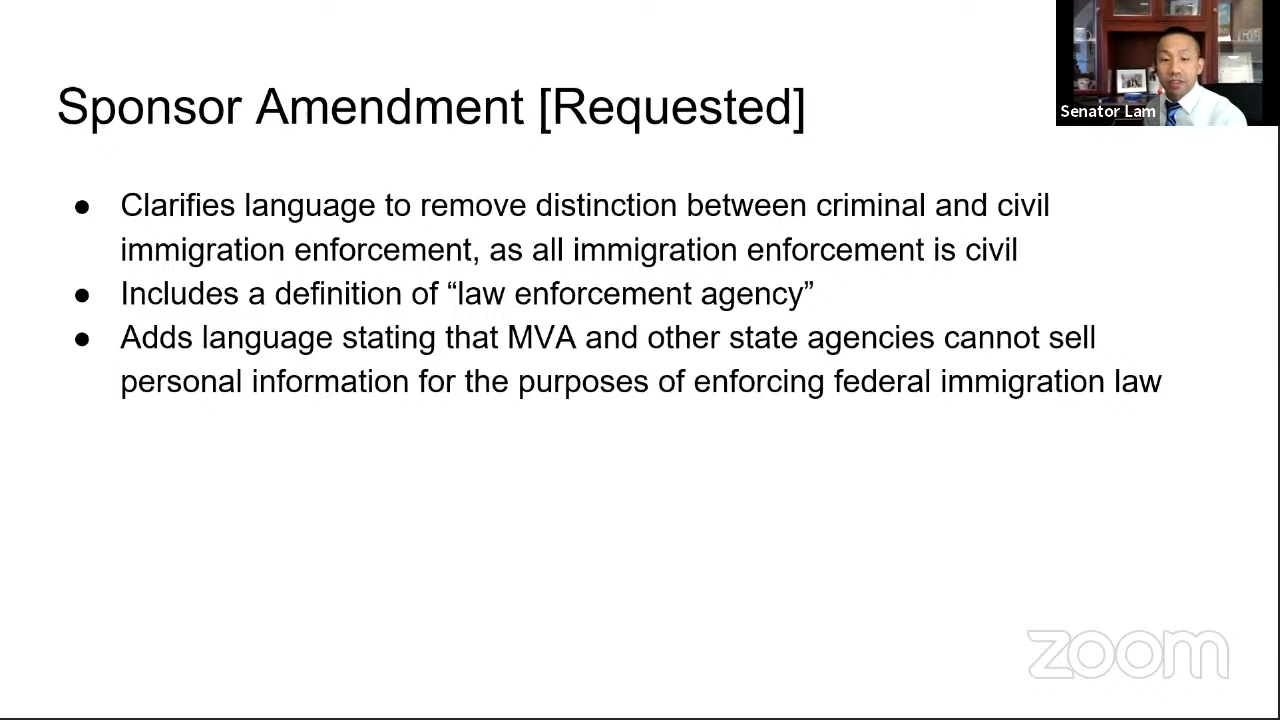 Sponsor Amendment [Requested]
Senator Lam
● Clarifies language to remove distinction between criminal and civil
immigration enforcement, as all immigration enforcement is civil
● Includes a definition of “law enforcement agency”
● Adds language stating that MVA and other state agencies cannot sell
personal information for the purposes of enforcing federal immigration law
zoom